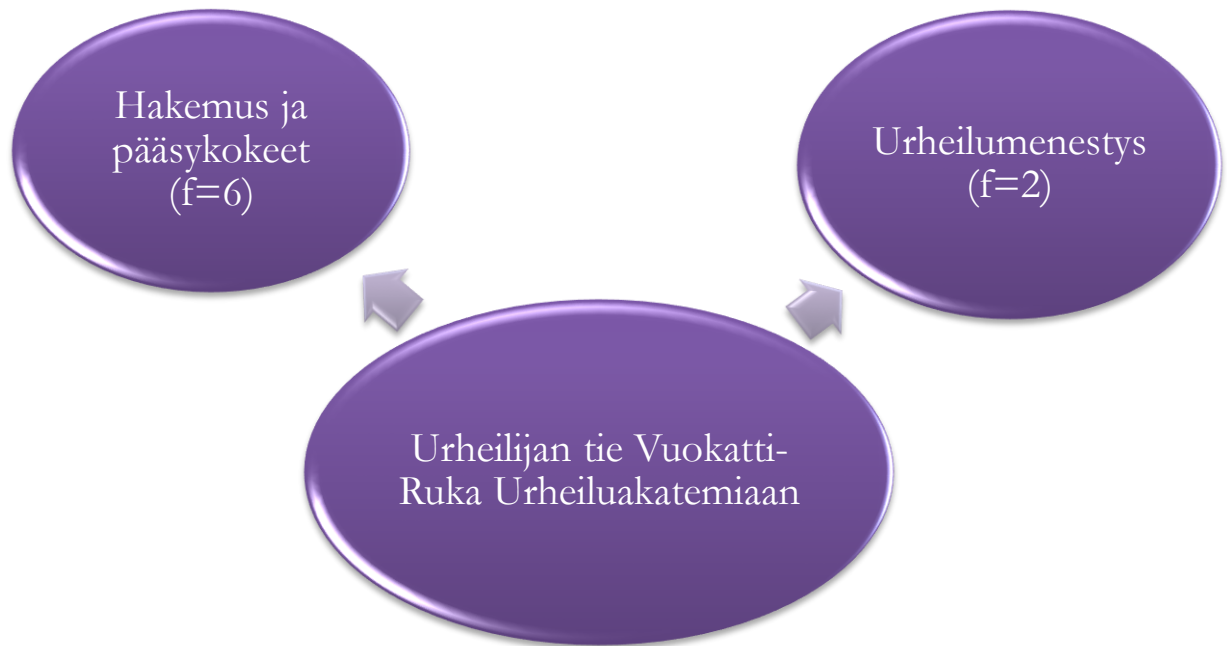 Hakemus ja
pääsykokeet
(f=6)
Urheilumenestys
(f=2)
Urheilijan tie Vuokatti-
Ruka Urheiluakatemiaan